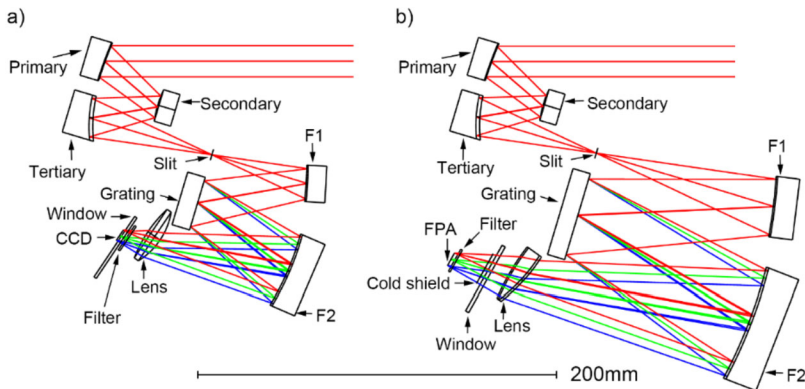 a)
Primary
Secondary
Tertiary
Slit
F1
Grating
Window
CCD
Lens
Filter
F2
b)
Primary
Secondary
Tertiary
Slit
F1
Grating
Filter
FPA
Cold shield
Lens
Window
F2
200mm